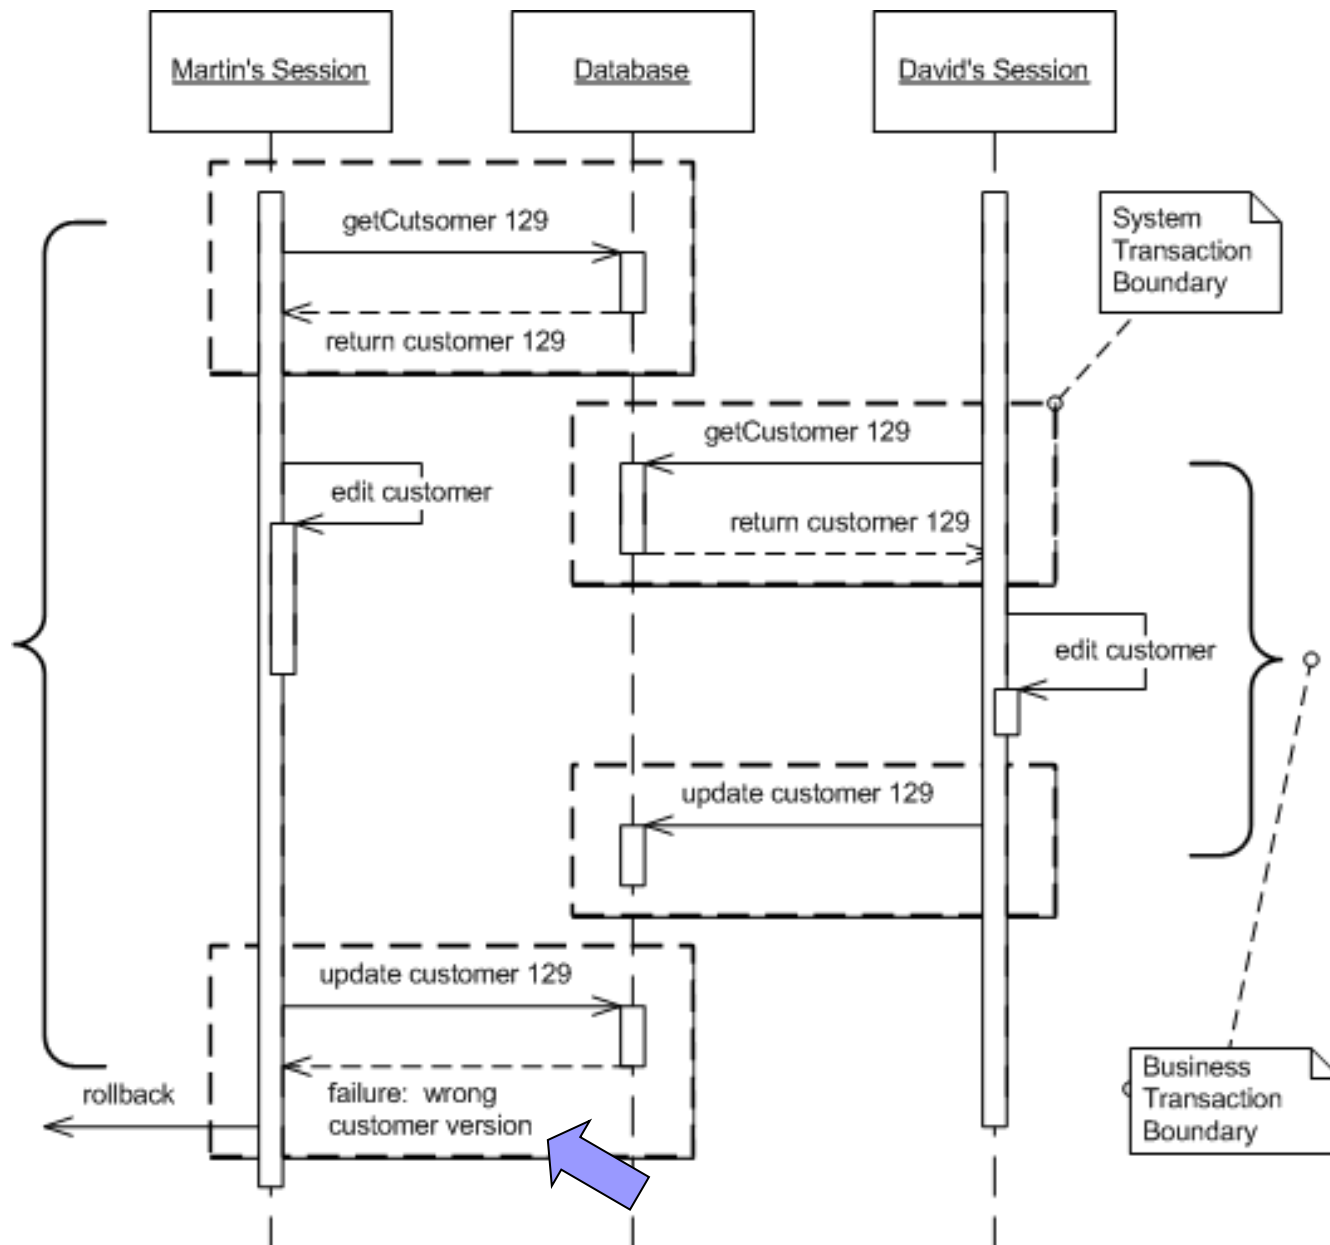 Martin's Session
Database
David's Session
getCutsomer 129
System
Transaction
Boundary
return customer 129
getCustomer 129
edit customer
return customer 129
edit customer
update customer 129
update customer 129
rollback
failure: wrong
customer version
Business
Transaction
Boundary